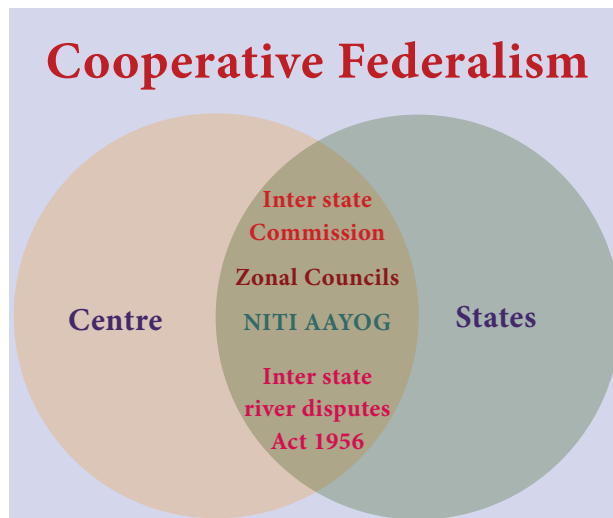 Cooperative Federalism
Inter state
Commission
Zonal Councils
Centre
NITI AAYOG
States
Inter state
river disputes
Act 1956